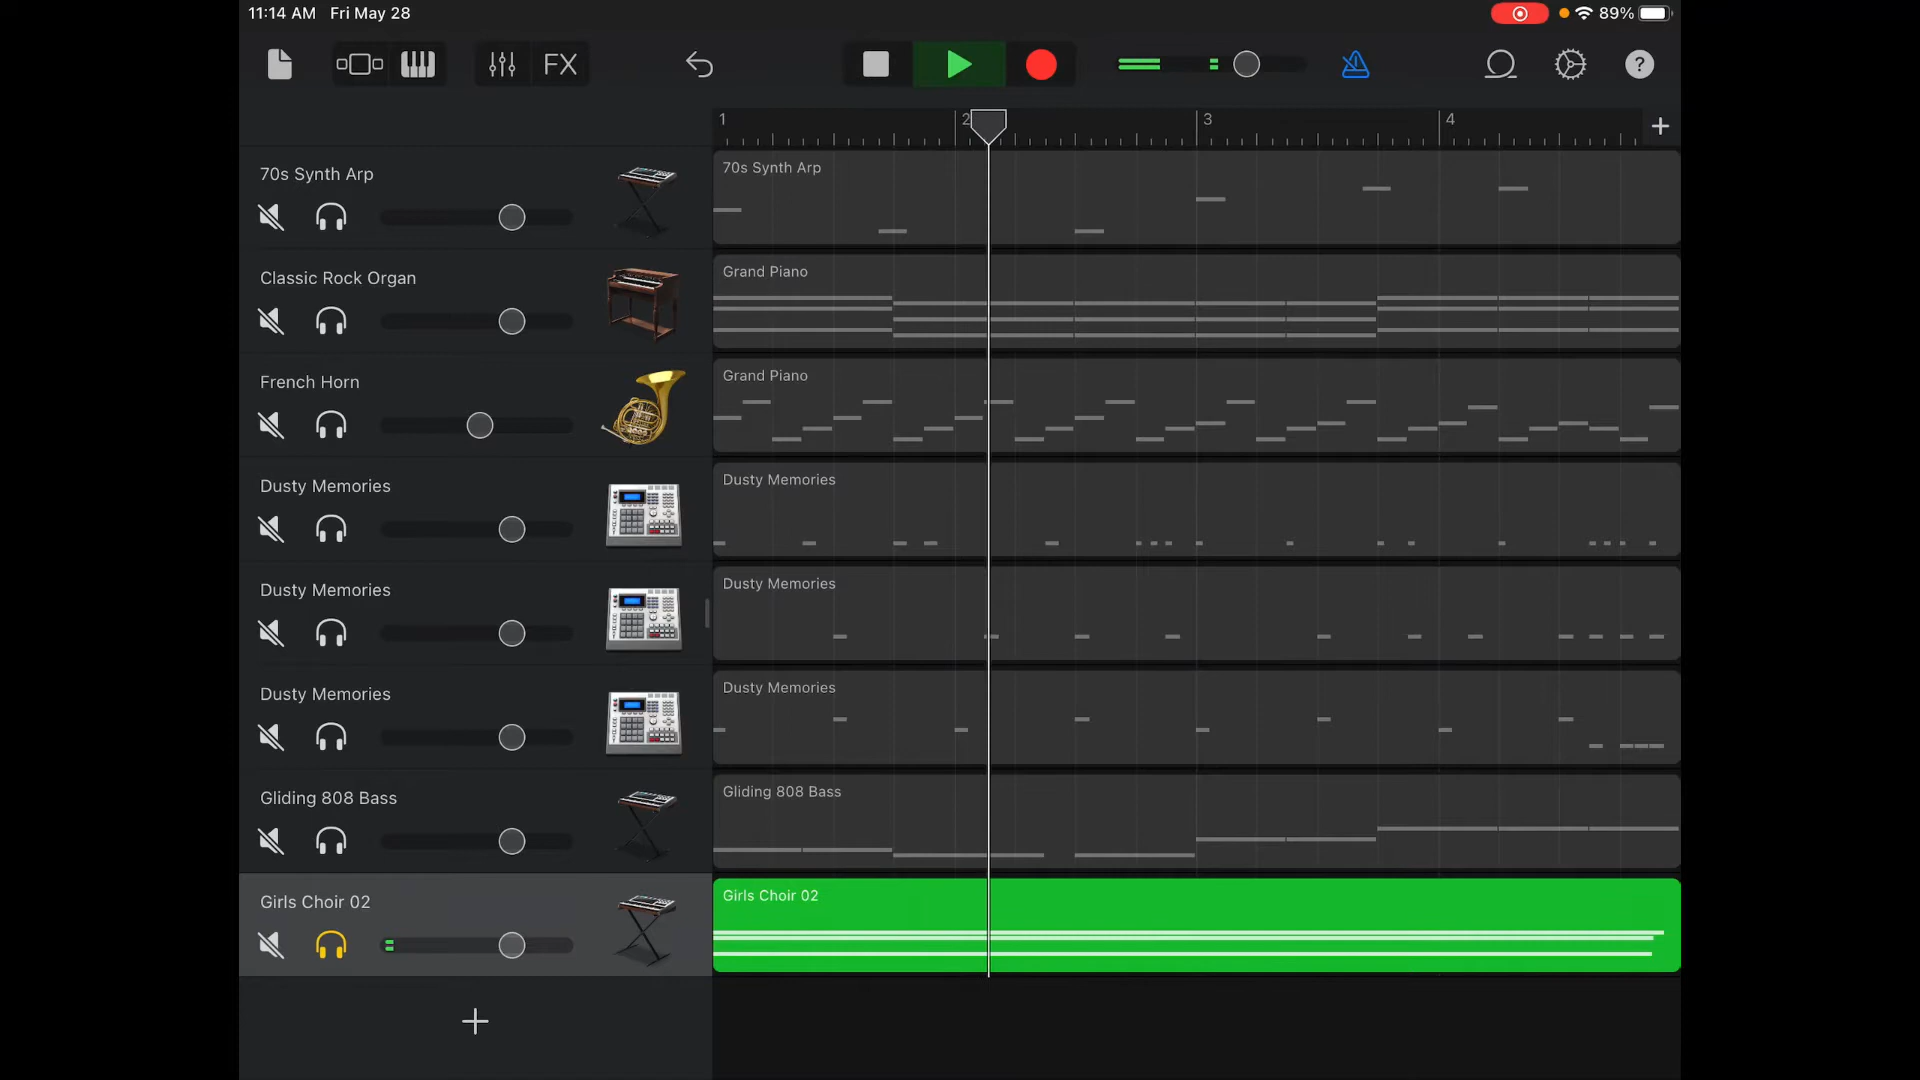 11:14 AM Fri May 28 89%
FX ?
1 2 3 4
70s Synth Arp
70s Synth Arp
Classic Rock Organ
Grand Piano
French Horn
Grand Piano
Dusty Memories
Dusty Memories
Dusty Memories
Dusty Memories
Dusty Memories
Dusty Memories
Gliding 808 Bass
Gliding 808 Bass
Girls Choir 02
Girls Choir 02